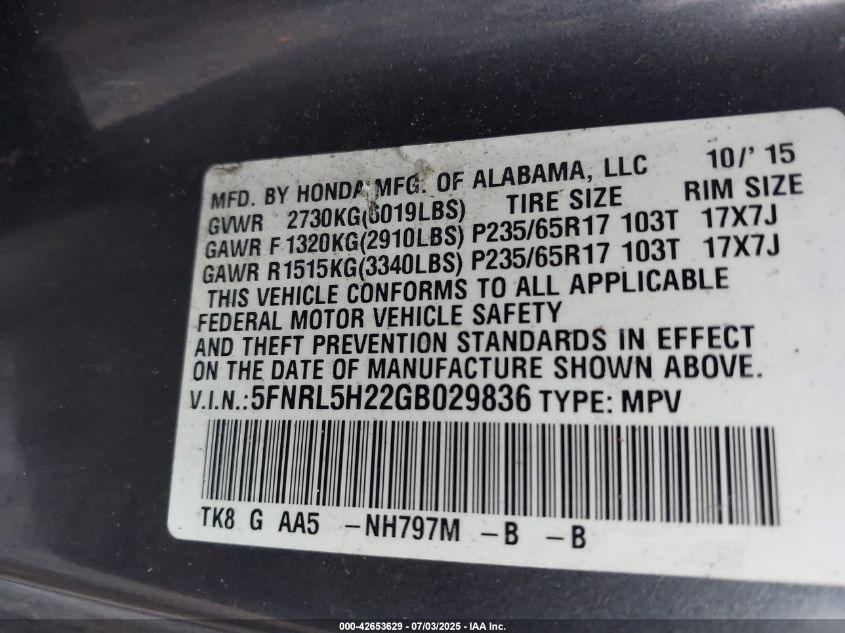 MFD. BY HONDA MFG. OF ALABAMA, LLC 10/' 15
GVWR 2730KG(6019LBS) TIRE SIZE RIM SIZE
GAWR F 1320KG(2910LBS) P235/65R17 103T 17X7J
GAWR R1515KG(3340LBS) P235/65R17 103T 17X7J
THIS VEHICLE CONFORMS TO ALL APPLICABLE
FEDERAL MOTOR VEHICLE SAFETY
AND THEFT PREVENTION STANDARDS IN EFFECT
ON THE DATE OF MANUFACTURE SHOWN ABOVE.
V.I.N.: 5FNRL5H22GB029836 TYPE: MPV
TK8 G AA5 -NH797M -B -B
000-42653629 - 07/03/2025 - IAA Inc.